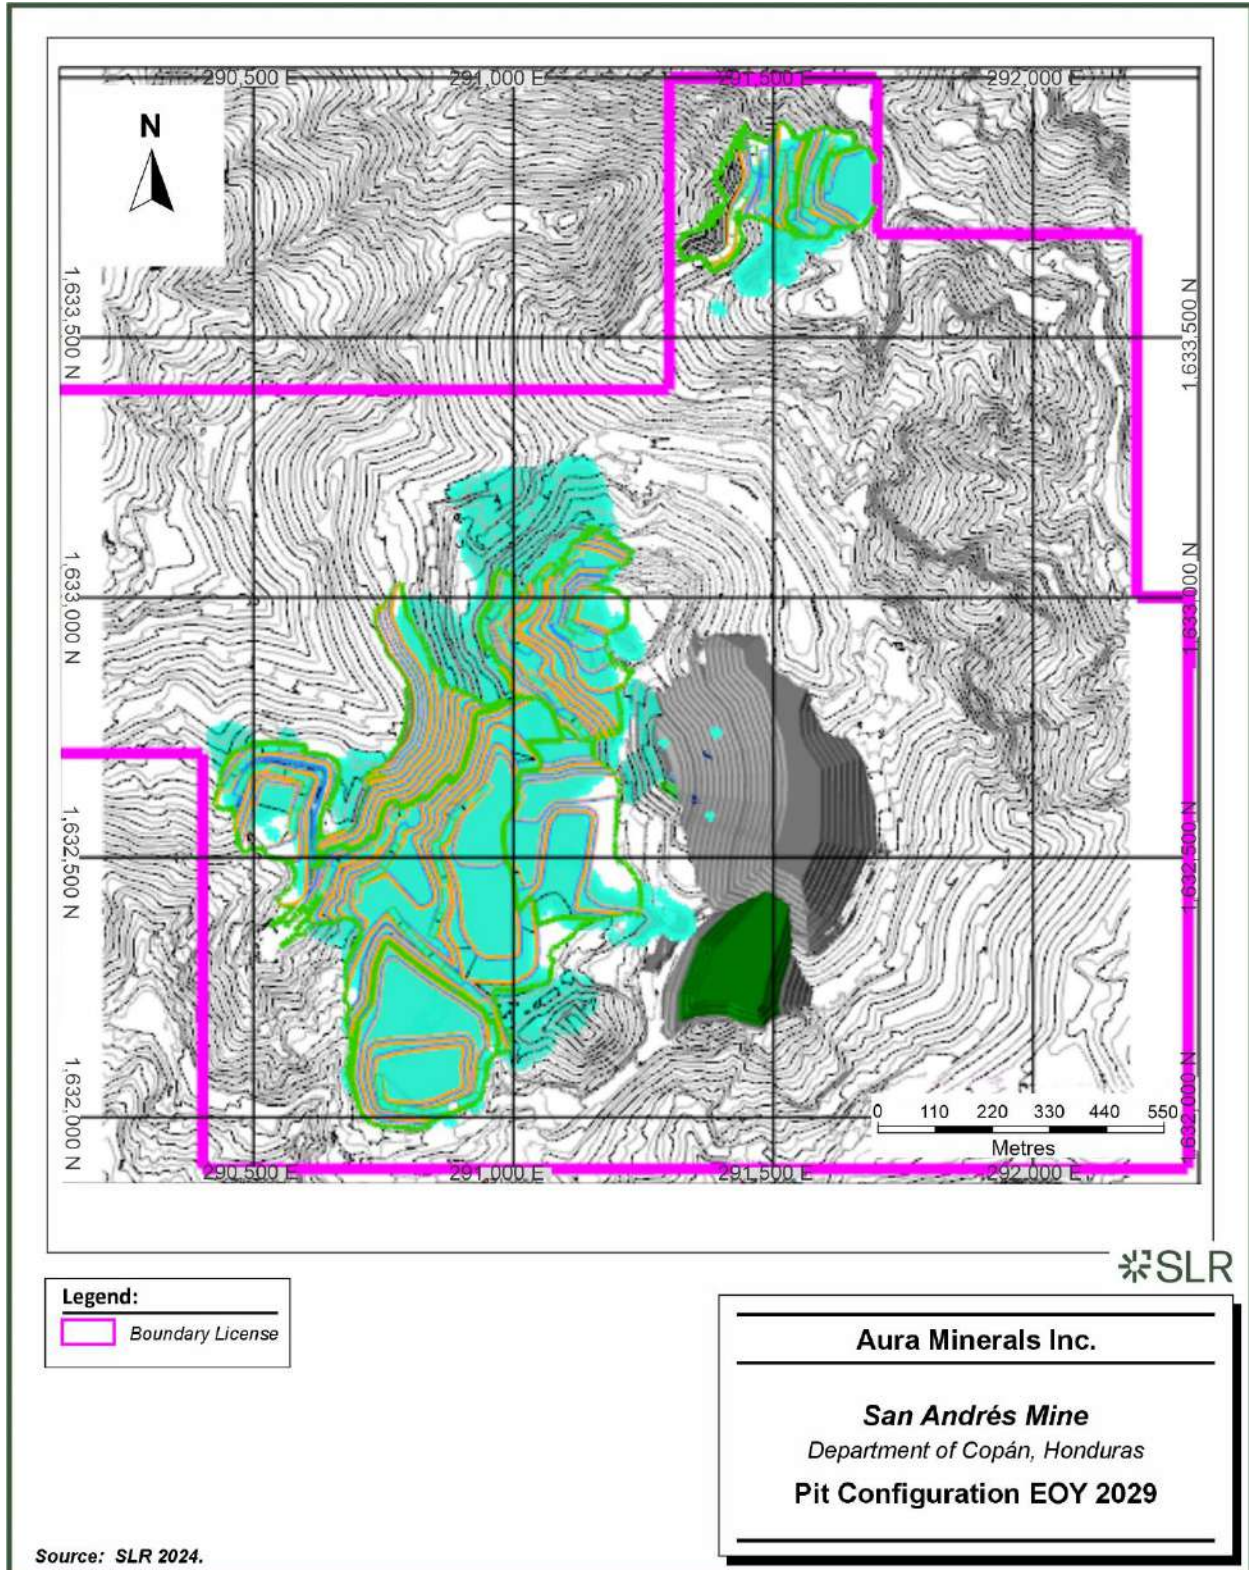 290,500 E
291,000 E
291,500 E
292,000 E
N
1,633,500 N
1,633,500 N
1,633,000 N
1,633,000 N
1,632,500 N
1,632,500 N
1,632,000 N
1,632,000 N
0 110 220 330 440 550
Metres
290,500 E
291,000 E
291,500 E
292,000 E
SLR
Legend:
Boundary License
Aura Minerals Inc.
San Andrés Mine
Department of Copán, Honduras
Pit Configuration EOY 2029
Source: SLR 2024.